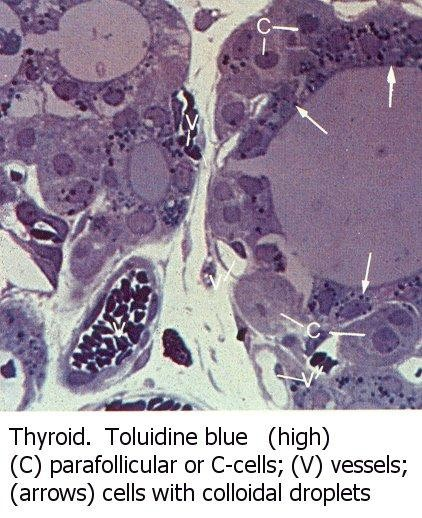 C
V
V
V
C
V
Thyroid. Toluidine blue (high)
(C) parafollicular or C-cells; (V) vessels;
(arrows) cells with colloidal droplets